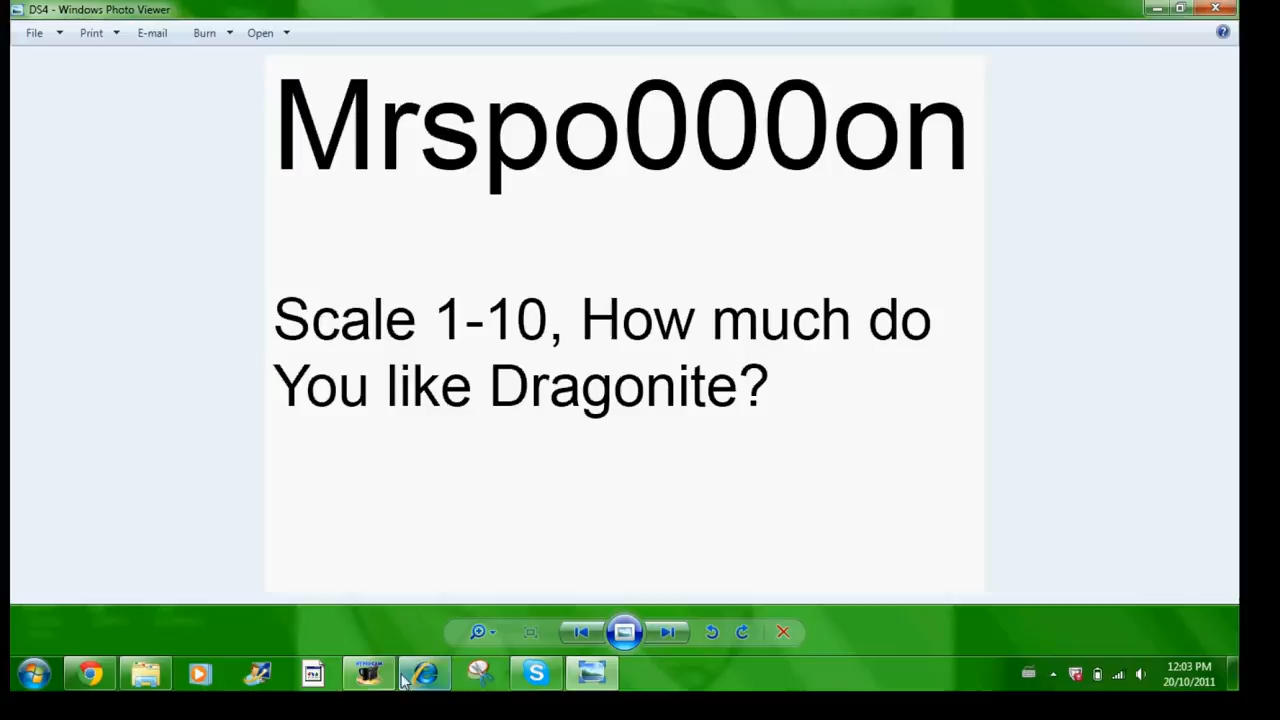 DS4 - Windows Photo Viewer
File Print E-mail Burn Open
Mrspo000on
Scale 1-10, How much do
You like Dragonite?
12:03 PM
20/10/2011